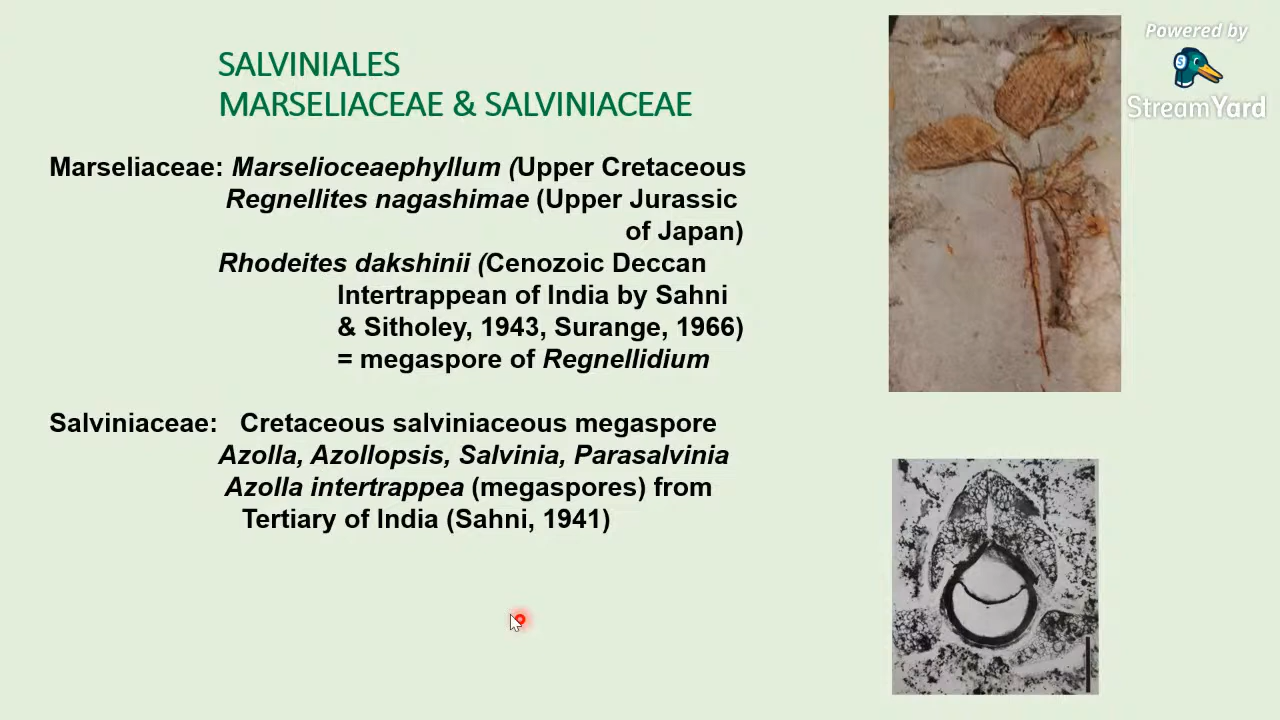 SALVINIALES
MARSELIACEAE & SALVINIACEAE
Marseliaceae: Marselioceaephyllum (Upper Cretaceous
Regnellites nagashimae (Upper Jurassic
of Japan)
Rhodeites dakshinii (Cenozoic Deccan
Intertrappean of India by Sahni
& Sitholey, 1943, Surange, 1966)
= megaspore of Regnellidium
Salviniaceae: Cretaceous salviniaceous megaspore
Azolla, Azollopsis, Salvinia, Parasalvinia
Azolla intertrappea (megaspores) from
Tertiary of India (Sahni, 1941)
Powered by
StreamYard